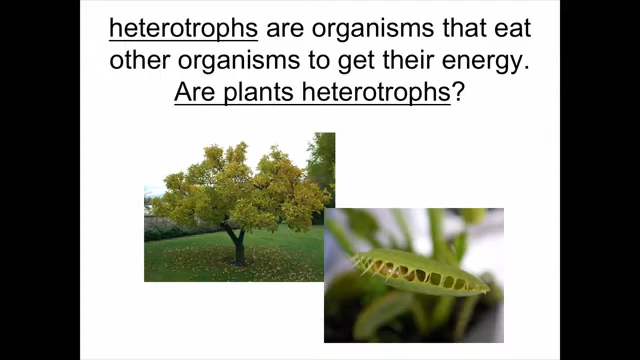 heterotrophs are organisms that eat
other organisms to get their energy.
Are plants heterotrophs?